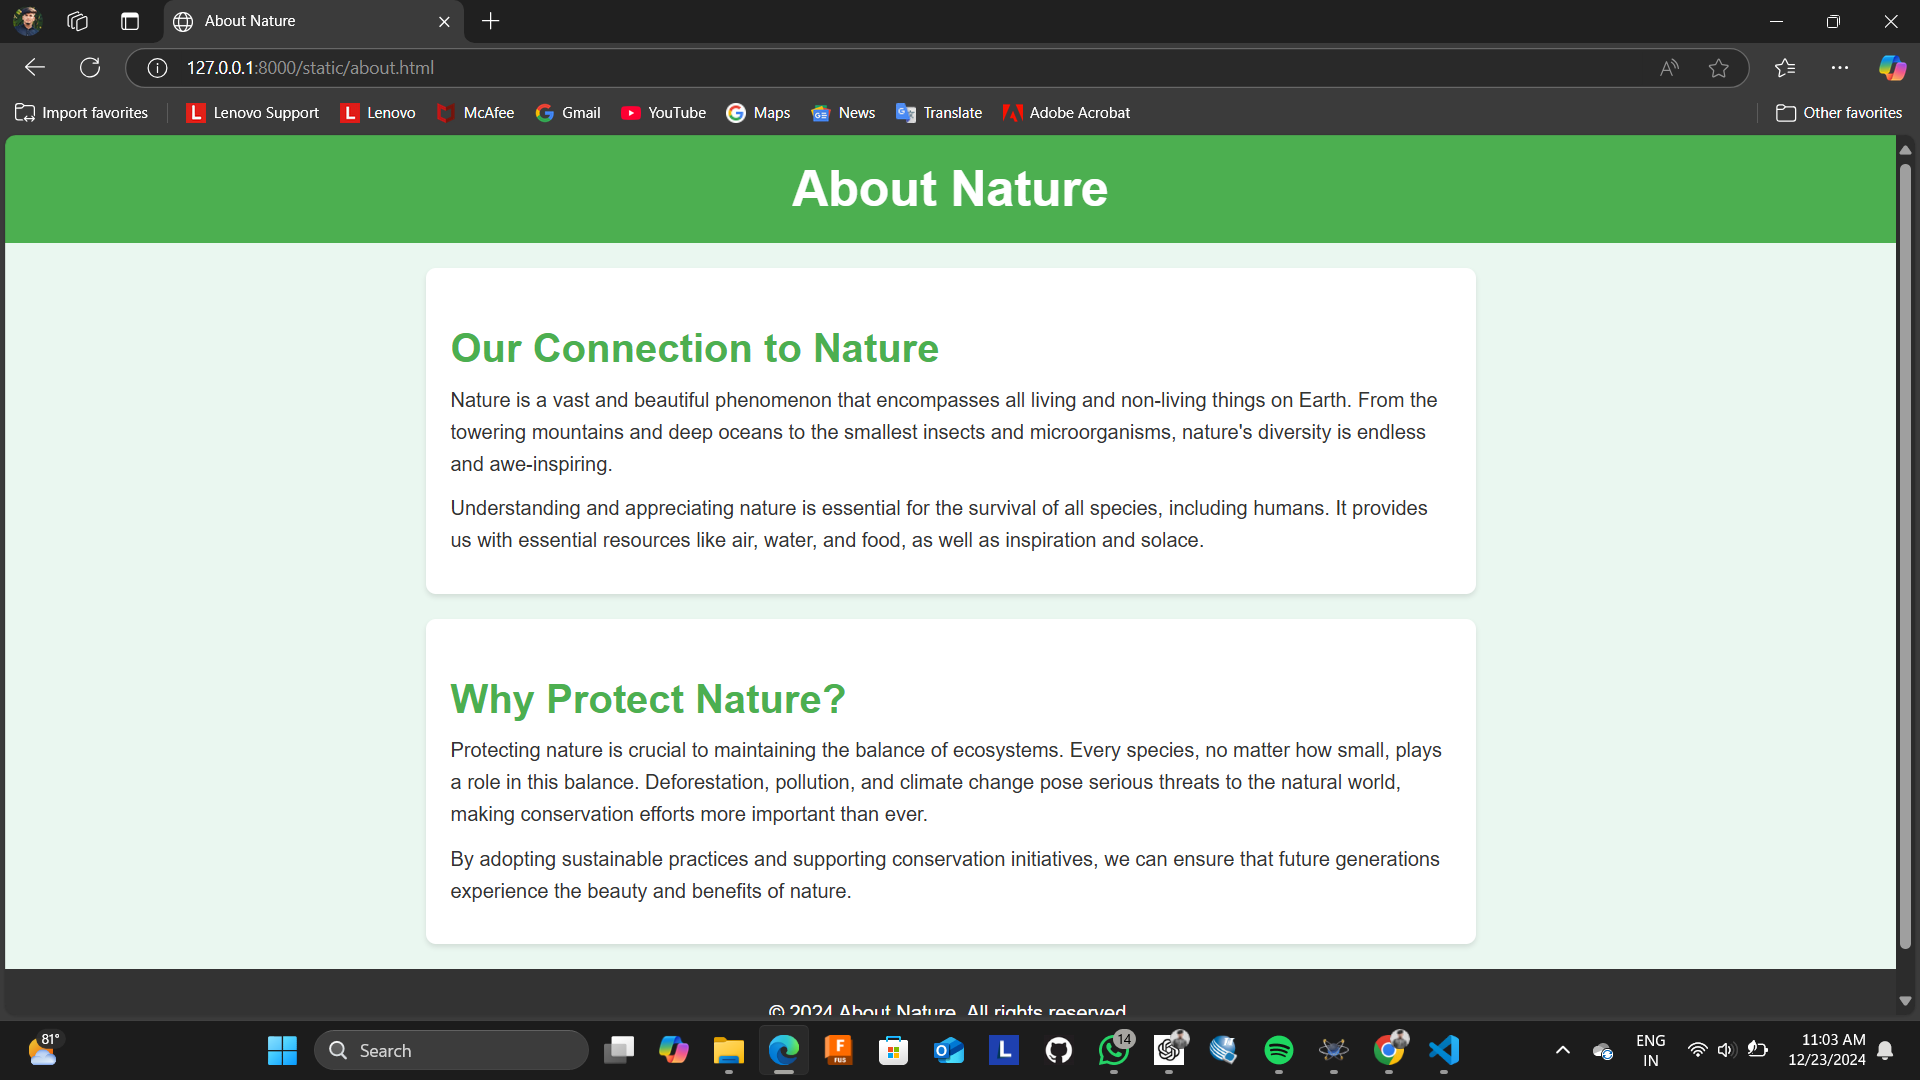 About Nature
127.0.0.1:8000/static/about.html
Import favorites
Lenovo Support
Lenovo
McAfee
Gmail
YouTube
Maps
News
Translate
Adobe Acrobat
Other favorites
About Nature
Our Connection to Nature
Nature is a vast and beautiful phenomenon that encompasses all living and non-living things on Earth. From the
towering mountains and deep oceans to the smallest insects and microorganisms, nature's diversity is endless
and awe-inspiring.
Understanding and appreciating nature is essential for the survival of all species, including humans. It provides
us with essential resources like air, water, and food, as well as inspiration and solace.
Why Protect Nature?
Protecting nature is crucial to maintaining the balance of ecosystems. Every species, no matter how small, plays
a role in this balance. Deforestation, pollution, and climate change pose serious threats to the natural world,
making conservation efforts more important than ever.
By adopting sustainable practices and supporting conservation initiatives, we can ensure that future generations
experience the beauty and benefits of nature.
© 2024 About Nature. All rights reserved.
81°
Search
14
ENG
IN
11:03 AM
12/23/2024